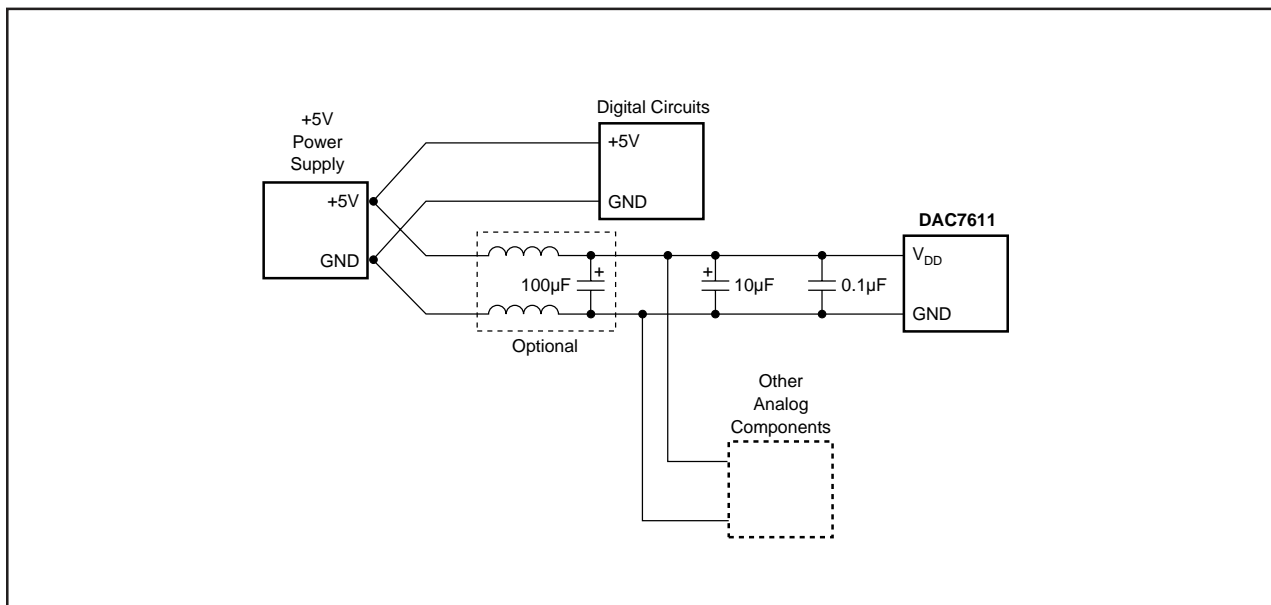 +5V
Power
Supply
+5V
GND
Digital Circuits
+5V
GND
100µF
+
Optional
+
10µF
0.1µF
DAC7611
VDD
GND
Other
Analog
Components